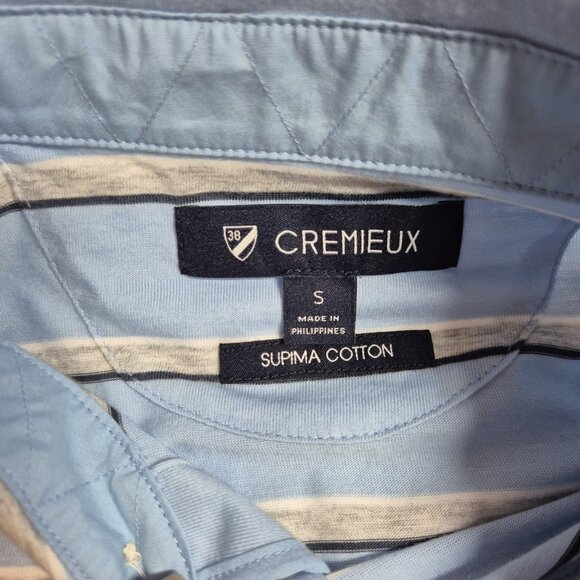 38 CREMIEUX
S
MADE IN
PHILIPPINES
SUPIMA COTTON